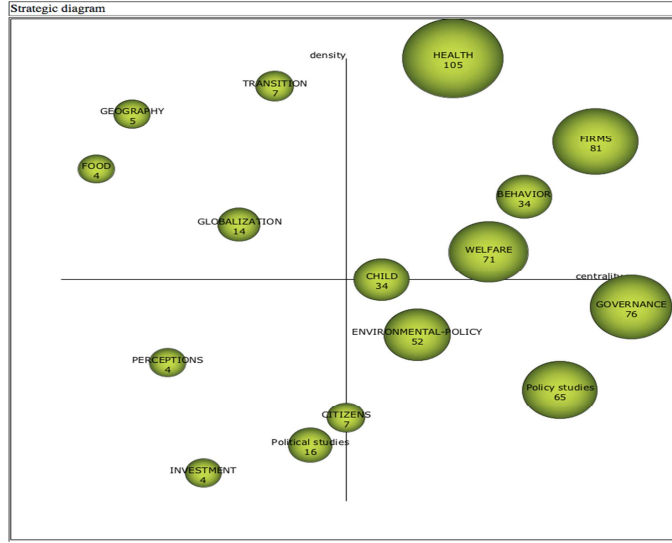 Strategic diagram
HEALTH
105
density
TRANSITION
7
GEOGRAPHY
5
FIRMS
81
FOOD
4
BEHAVIOR
34
GLOBALIZATION
14
WELFARE
71
CHILD
34
centrality
GOVERNANCE
76
ENVIRONMENTAL-POLICY
52
PERCEPTIONS
4
Policy studies
65
CITIZENS
7
Political studies
16
INVESTMENT
4